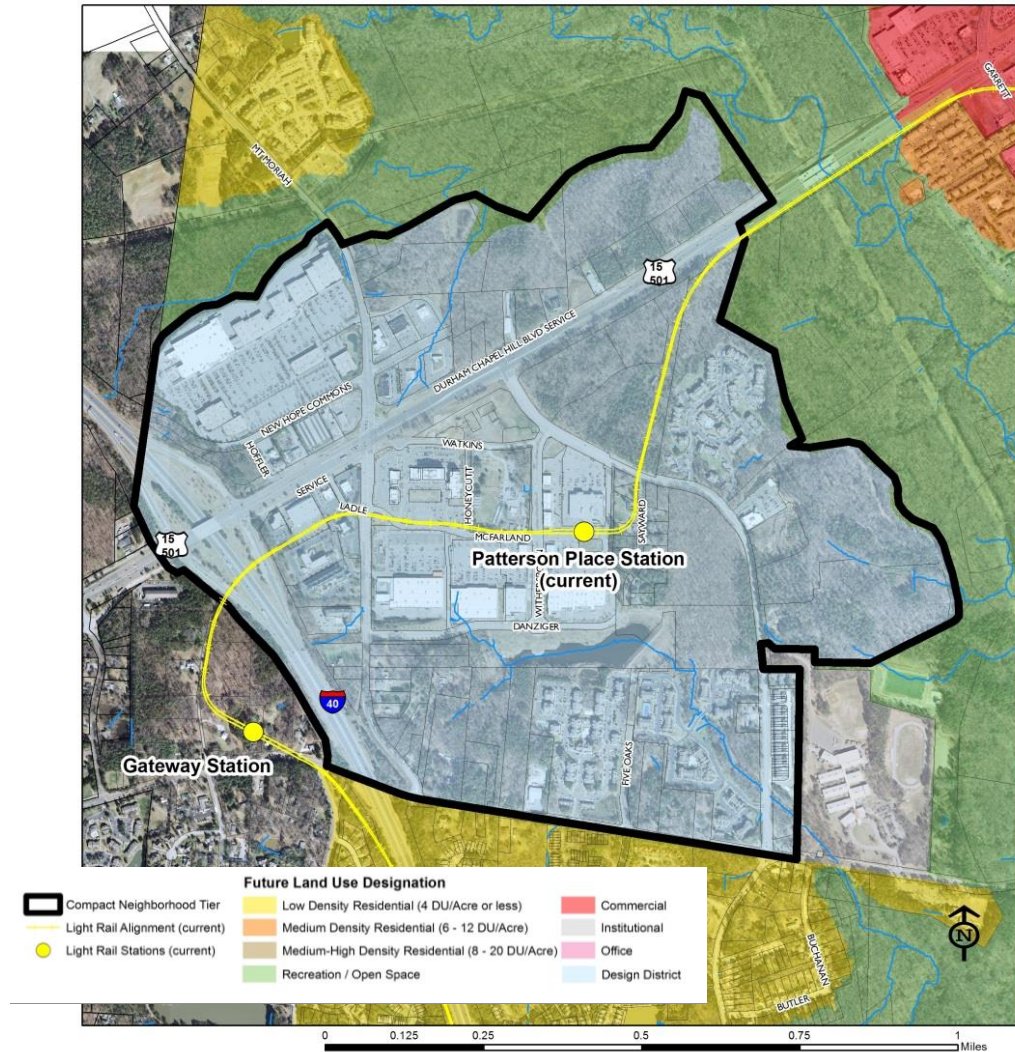 GARRETT
MT MORIAH
15
501
DURHAM CHAPEL HILL BLVD SERVICE
NEW HOPE COMMONS
HOFFLER
WATKINS
SERVICE
HONEYCUTT
LADLE
15
501
MCFARLAND
SAYWARD
Patterson Place Station
(current)
DANZIGER
40
FIVE OAKS
Gateway Station
Future Land Use Designation
Compact Neighborhood Tier
Light Rail Alignment (current)
Light Rail Stations (current)
Low Density Residential (4 DU/Acre or less)
Medium Density Residential (6 - 12 DU/Acre)
Medium-High Density Residential (8 - 20 DU/Acre)
Recreation / Open Space
Commercial
Institutional
Office
Design District
N
BUCHANAN
BUTLER
0 0.125 0.25 0.5 0.75 1
Miles